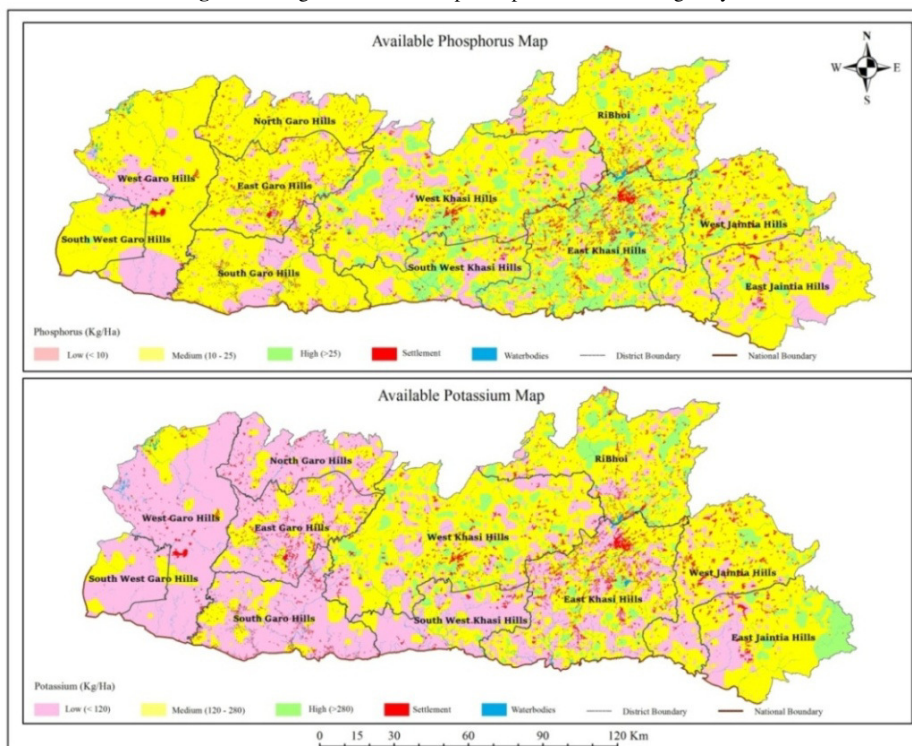 Available Phosphorus Map
N
W E
S
North Garo Hills
RiBhoi
West Garo Hills
East Garo Hills
West Khasi Hills
West Jaintia Hills
South West Garo Hills
East Khasi Hills
South Garo Hills
South West Khasi Hills
East Jaintia Hills
Phosphorus (Kg/Ha)
Low (< 10) Medium (10 - 25) High (>25) Settlement Waterbodies District Boundary National Boundary
Available Potassium Map
North Garo Hills
RiBhoi
West Garo Hills
East Garo Hills
West Khasi Hills
South West Garo Hills
West Jaintia Hills
East Khasi Hills
South Garo Hills
South West Khasi Hills
East Jaintia Hills
Potassium (Kg/Ha)
Low (< 120) Medium (120 - 280) High (>280) Settlement Waterbodies District Boundary National Boundary
0 15 30 60 90 120 Km